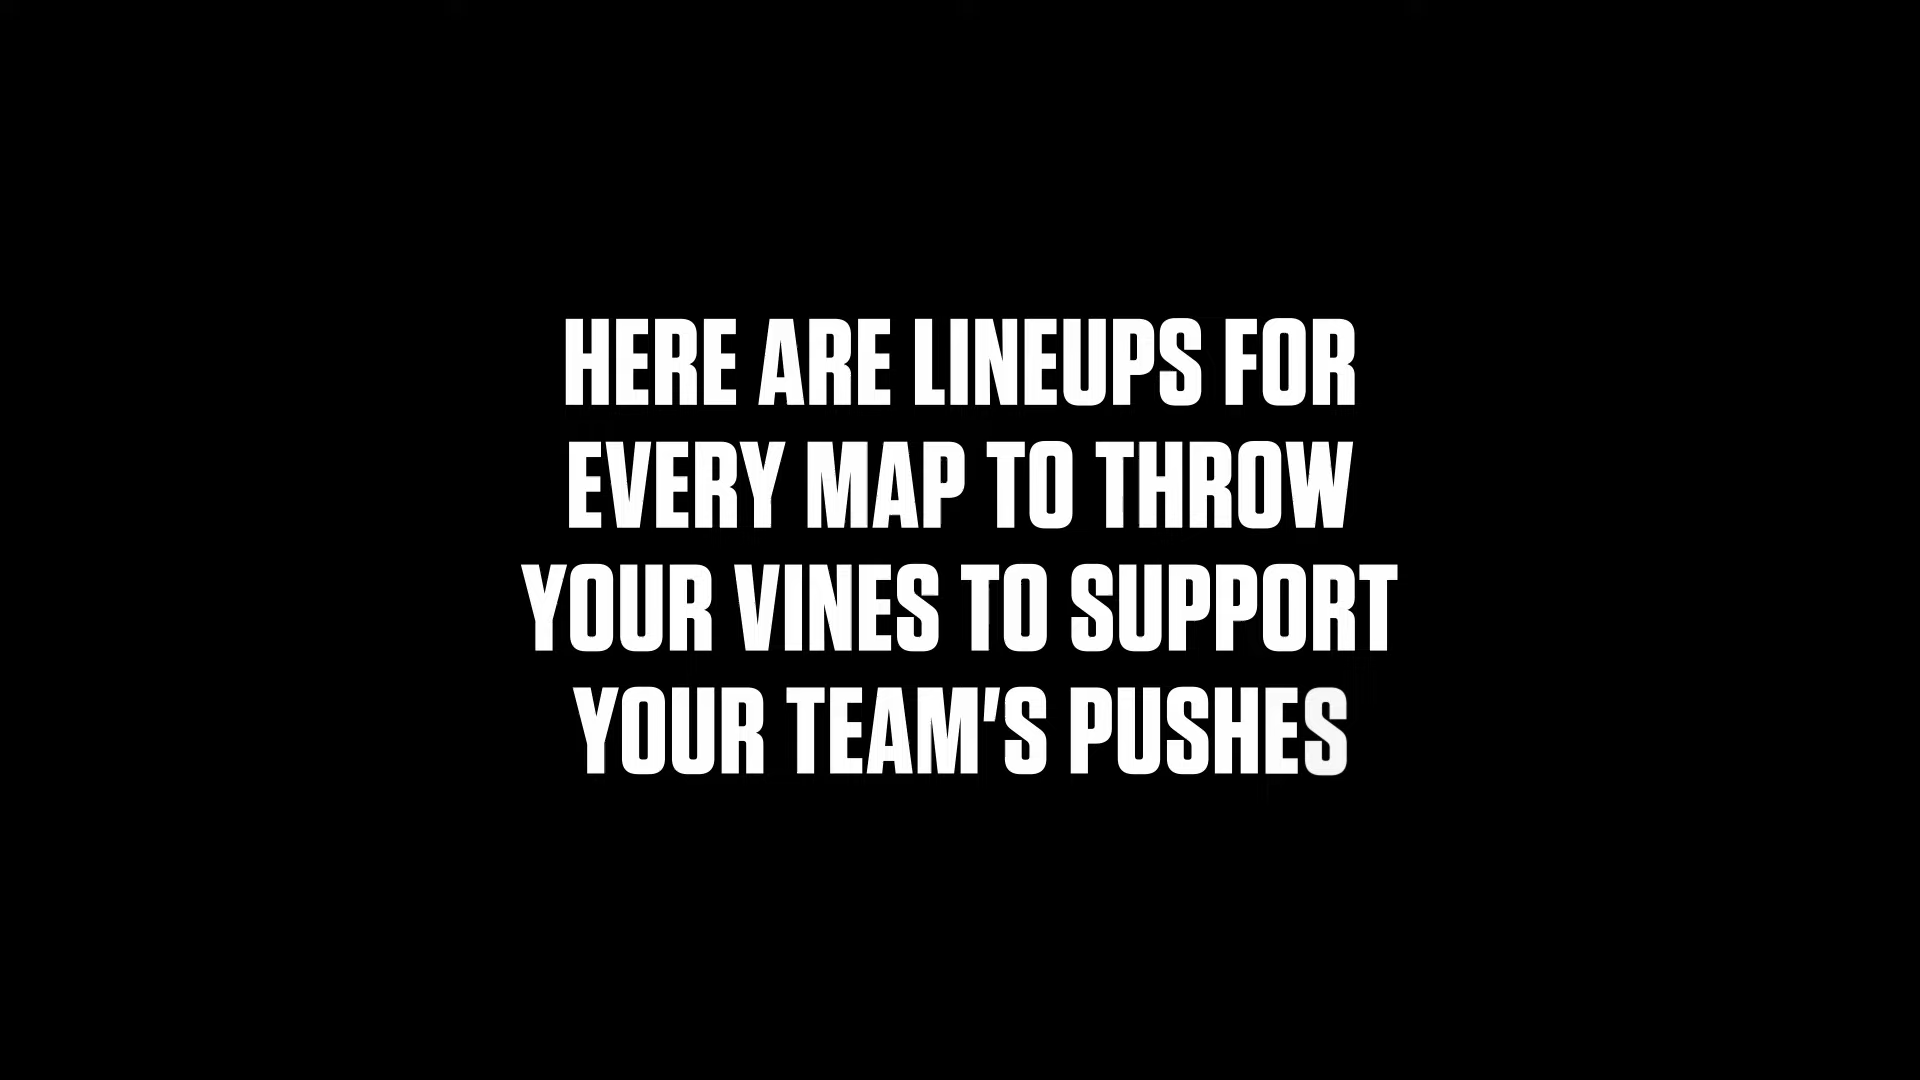 HERE ARE LINEUPS FOR
EVERY MAP TO THROW
YOUR VINES TO SUPPORT
YOUR TEAM'S PUSHES